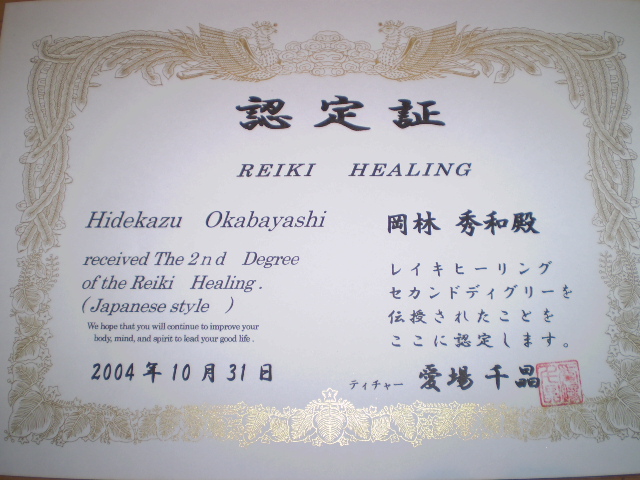 認定証
REIKI HEALING
Hidekazu Okabayashi
received The 2nd Degree
of the Reiki Healing.
(Japanese style )
We hope that you will continue to improve your
body, mind, and spirit to lead your good life .
2004年10月31日
岡林 秀和殿
レイキヒーリング
セカンドディグリーを
伝授されたことを
ここに認定します。
ティチャー 愛場 千晶